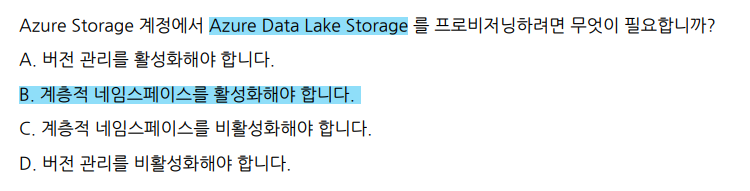 Azure Storage 계정에서 Azure Data Lake Storage 를 프로비저닝하려면 무엇이 필요합니까?
A. 버전 관리를 활성화해야 합니다.
B. 계층적 네임스페이스를 활성화해야 합니다.
C. 계층적 네임스페이스를 비활성화해야 합니다.
D. 버전 관리를 비활성화해야 합니다.